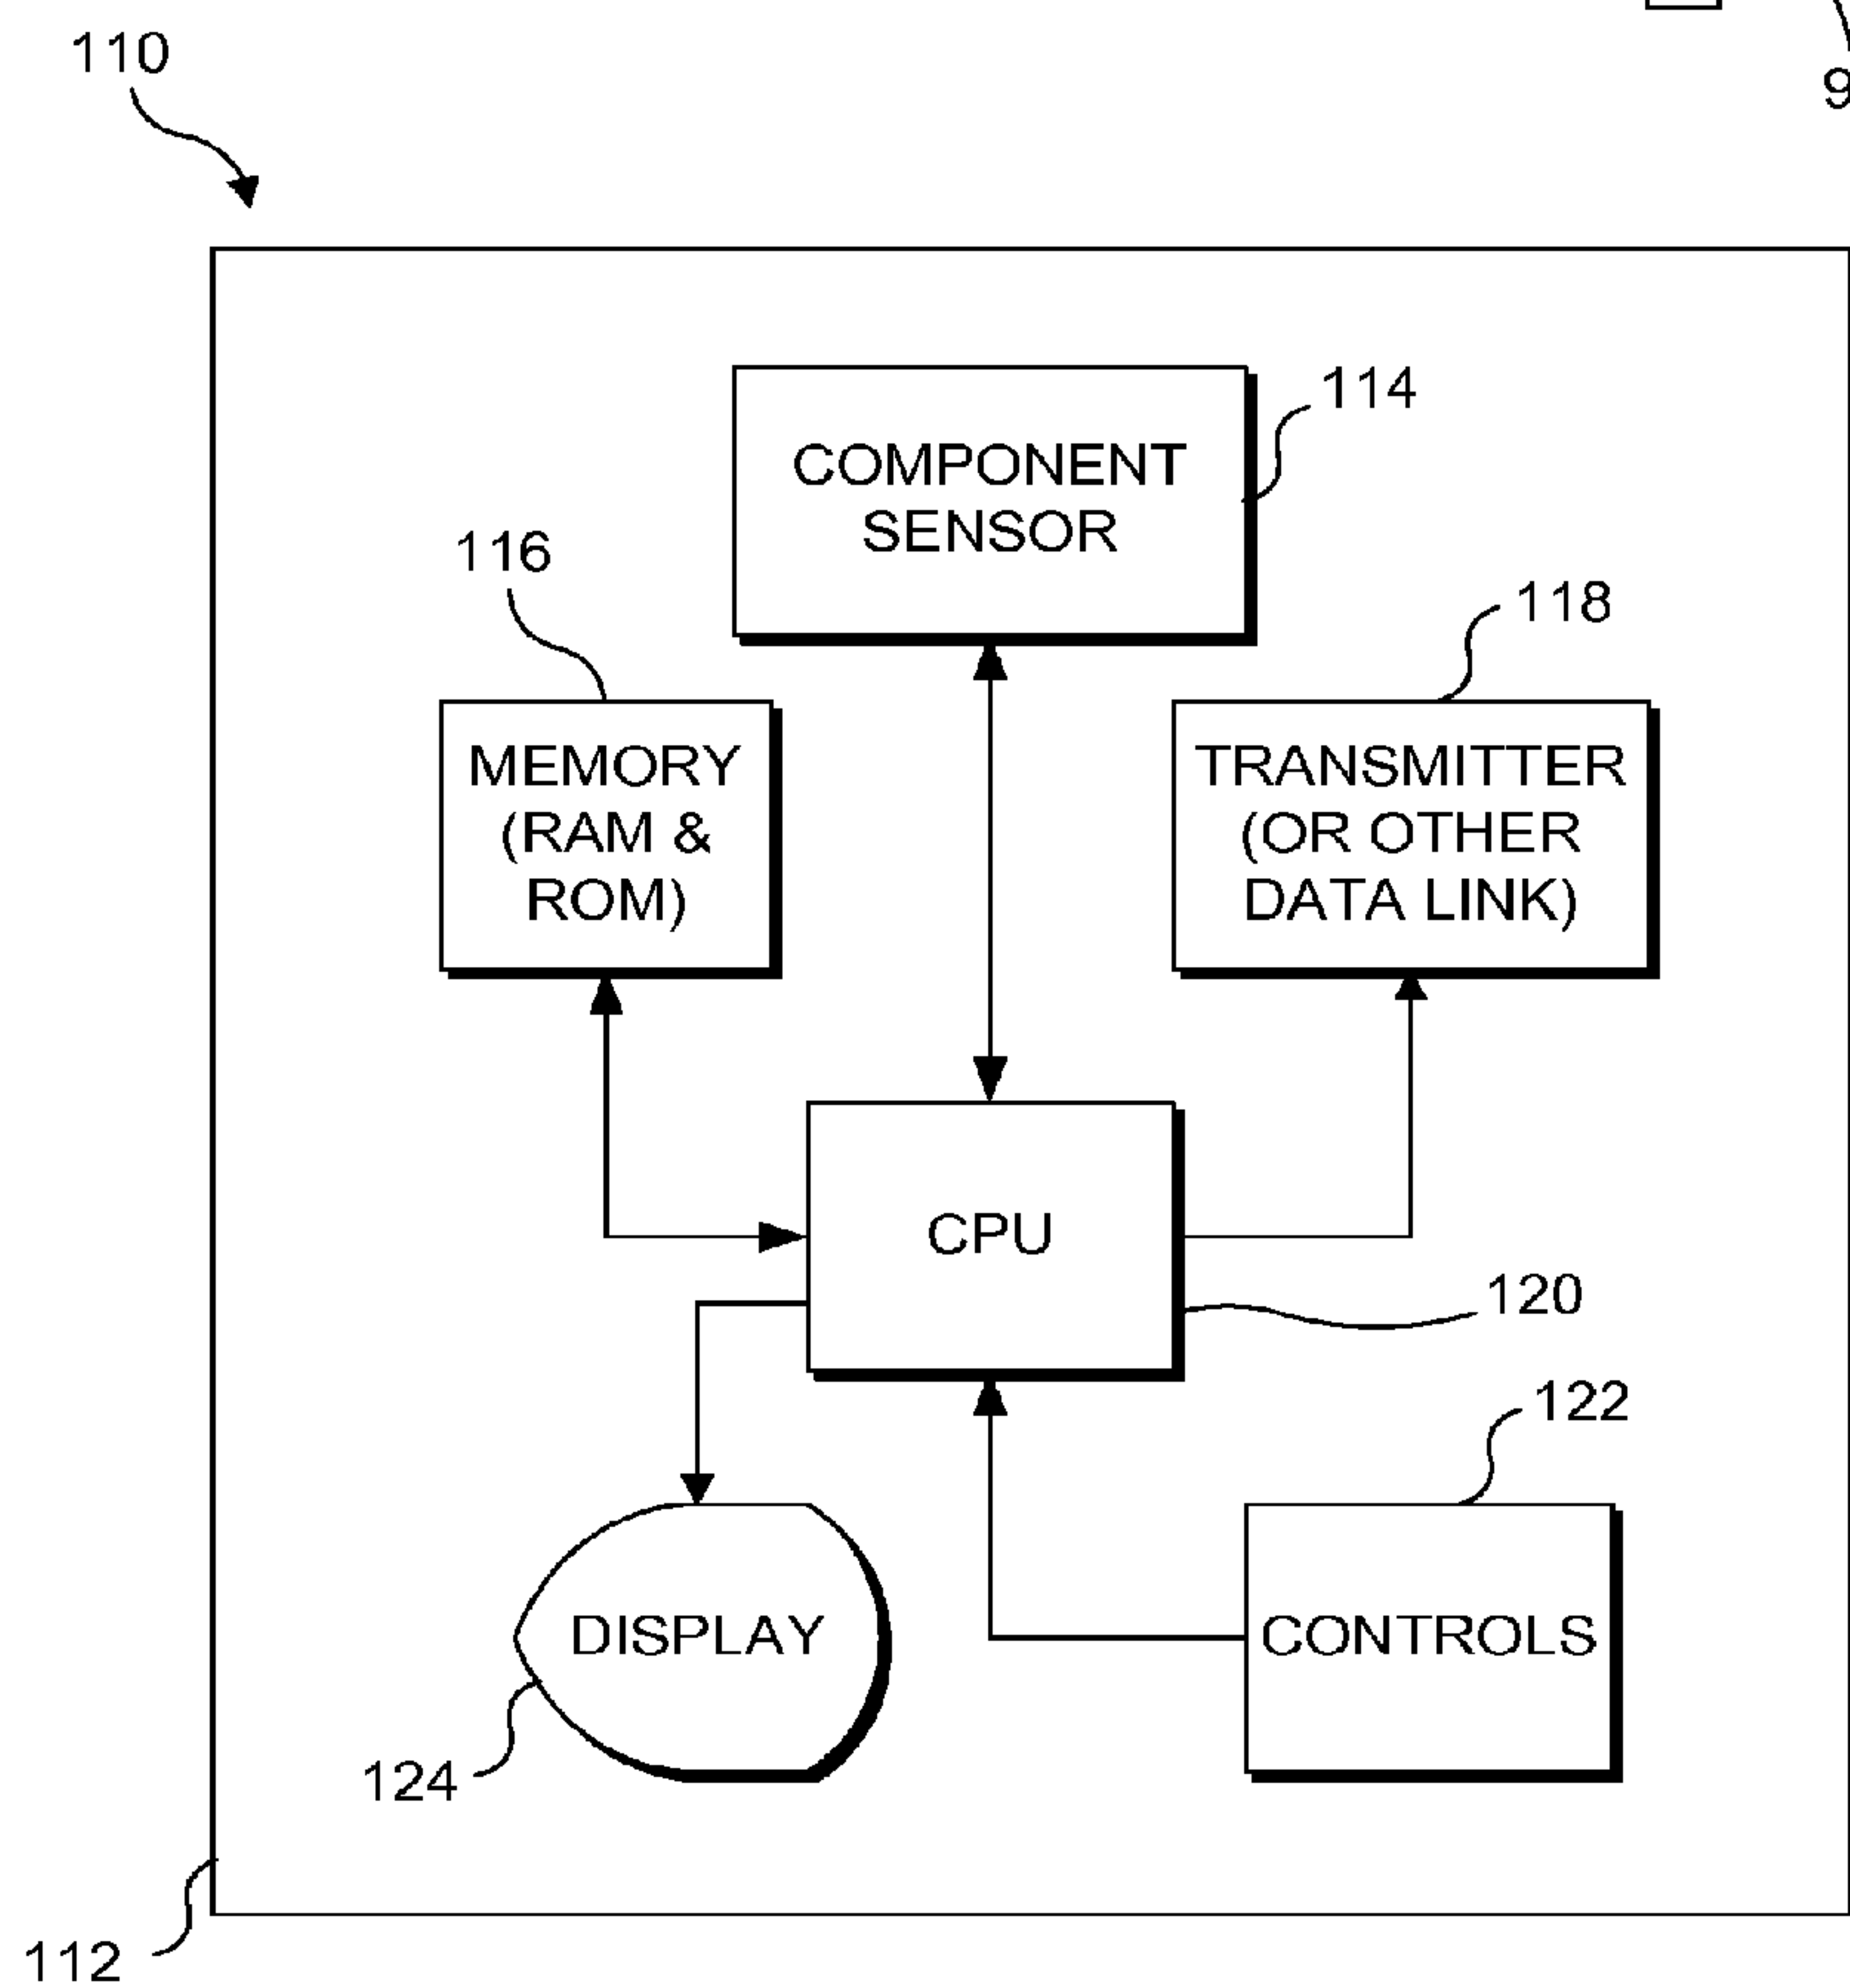 110
9
COMPONENT
SENSOR
114
116
118
MEMORY
(RAM &
ROM)
TRANSMITTER
(OR OTHER
DATA LINK)
CPU
120
122
DISPLAY
CONTROLS
124
112